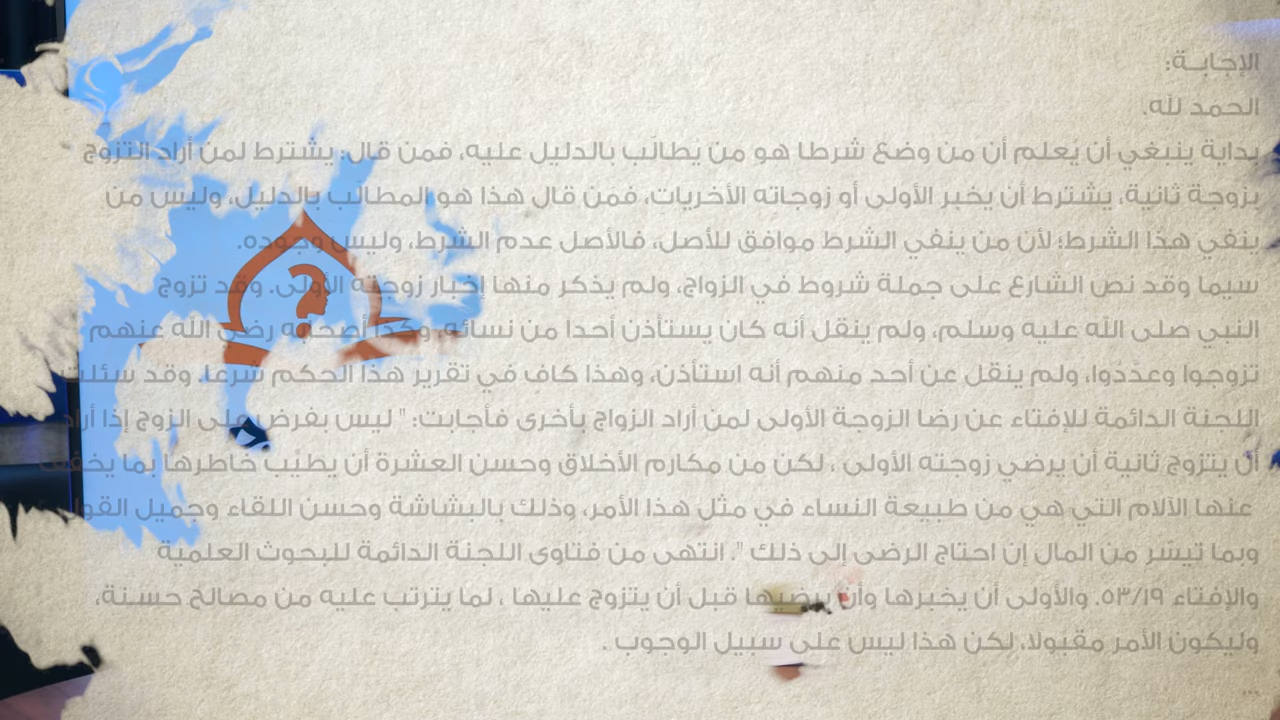 الإجابــة:
الحمد لله.
بداية ينبغي أن يعلم أن من وضع شرطا هو من يُطالَب بالدليل عليه، فمن قال، يشترط لمن أراد التزوج
بزوجة ثانية، يشترط أن يخبر الأولى أو زوجاته الأخريات، فمَن قال هذا هو المطالَب بالدليل، وليس من
ينفي هذا الشرط؛ لأن من ينفي الشرط موافق للأصل، فالأصل عدم الشرط، وليس وجوده.
سيما وقد نص الشارع على جملة شروط في الزواج، ولم يذكر منها إخبار زوجته الأولى. وقد تزوج
النبي صلى الله عليه وسلم، ولم ينقل أنه كان يستأذن أحدا من نسائه، وكذا أصحابه رضي الله عنهم
تزوجوا وعدَّدوا، ولم ينقل عن أحد منهم أنه استأذن، وهذا كافٍ في تقرير هذا الحكم شرعا. وقد سئلت
اللجنة الدائمة للإفتاء عن رضا الزوجة الأولى لمن أراد الزواج بأخرى فأجابت: " ليس بفرض على الزوج إذا أراد
أن يتزوج ثانية أن يرضي زوجته الأولى ، لكن من مكارم الأخلاق وحسن العشرة أن يطيِّب خاطرها بما يخفف
عنها الآلام التي هي من طبيعة النساء في مثل هذا الأمر، وذلك بالبشاشة وحسن اللقاء وجميل القول
وبما تيسَّر من المال إن احتاج الرضى إلى ذلك ". انتهى من فتاوى اللجنة الدائمة للبحوث العلمية
والإفتاء ٥٣/١٩. والأولى أن يخبرها وأن يرضيها قبل أن يتزوج عليها ، لما يترتب عليه من مصالح حسنة،
وليكون الأمر مقبولا، لكن هذا ليس على سبيل الوجوب .
...